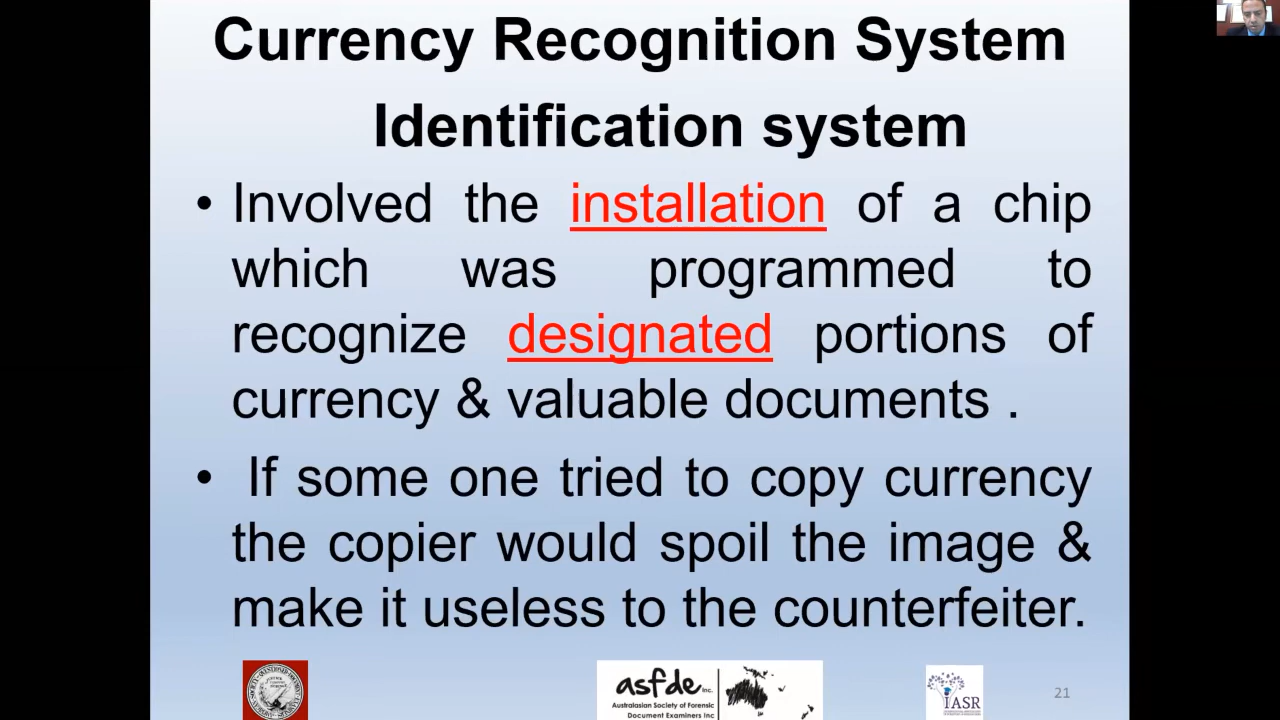 Currency Recognition System
Identification system
• Involved the installation of a chip
which was programmed to
recognize designated portions of
currency & valuable documents .
• If some one tried to copy currency
the copier would spoil the image &
make it useless to the counterfeiter.
asfde Inc.
Australasian Society of Forensic
Document Examiners Inc
IASR
21